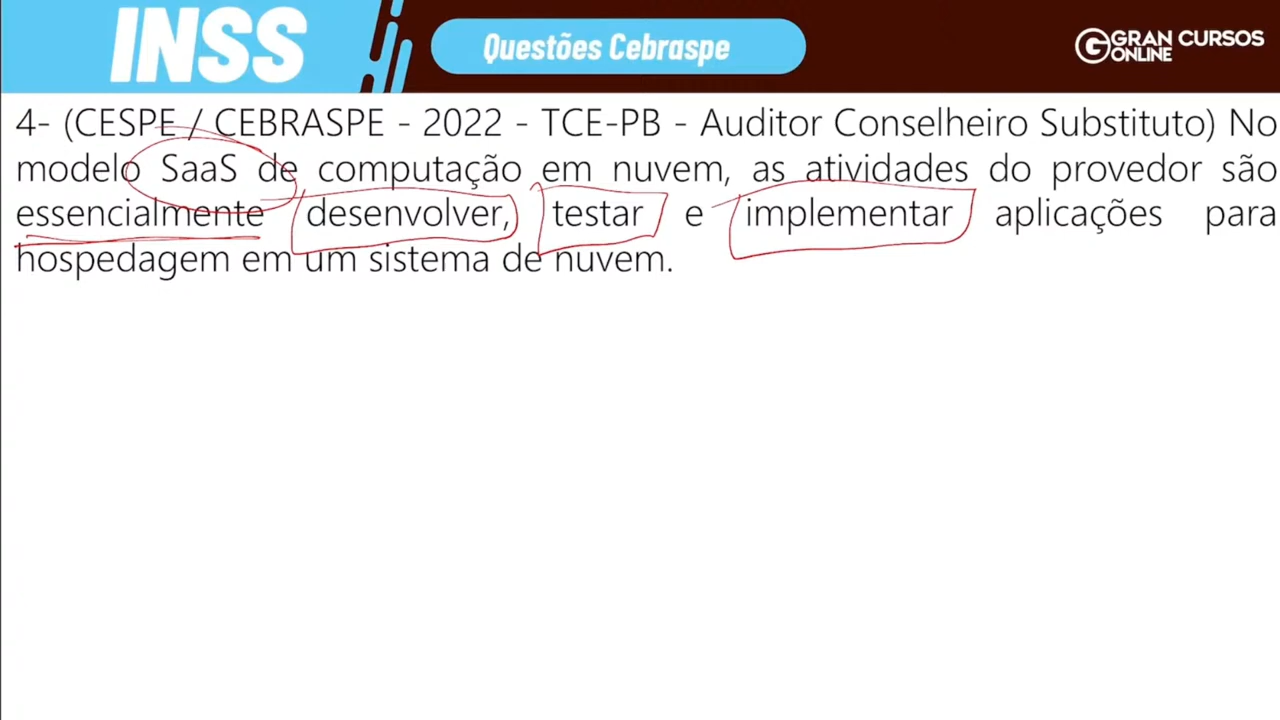 INSS
Questões Cebraspe
GRAN CURSOS
ONLINE
4- (CESPE / CEBRASPE - 2022 - TCE-PB - Auditor Conselheiro Substituto) No
modelo SaaS de computação em nuvem, as atividades do provedor são
essencialmente desenvolver, testar e implementar aplicações para
hospedagem em um sistema de nuvem.